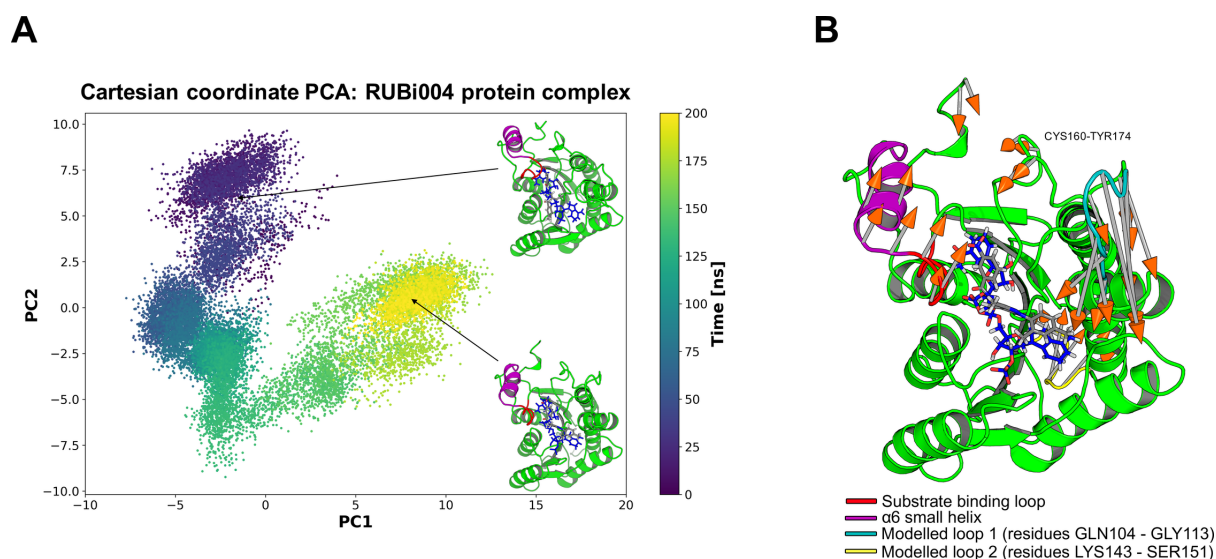 A
B
Cartesian coordinate PCA: RUBi004 protein complex
10.0
7.5
5.0
2.5
0.0
−2.5
−5.0
−7.5
−10.0
PC2
−10
−5
0
5
10
15
20
PC1
200
175
150
125
100
75
50
25
0
Time [ns]
CYS160-TYR174
Substrate binding loop
α6 small helix
Modelled loop 1 (residues GLN104 - GLY113)
Modelled loop 2 (residues LYS143 - SER151)